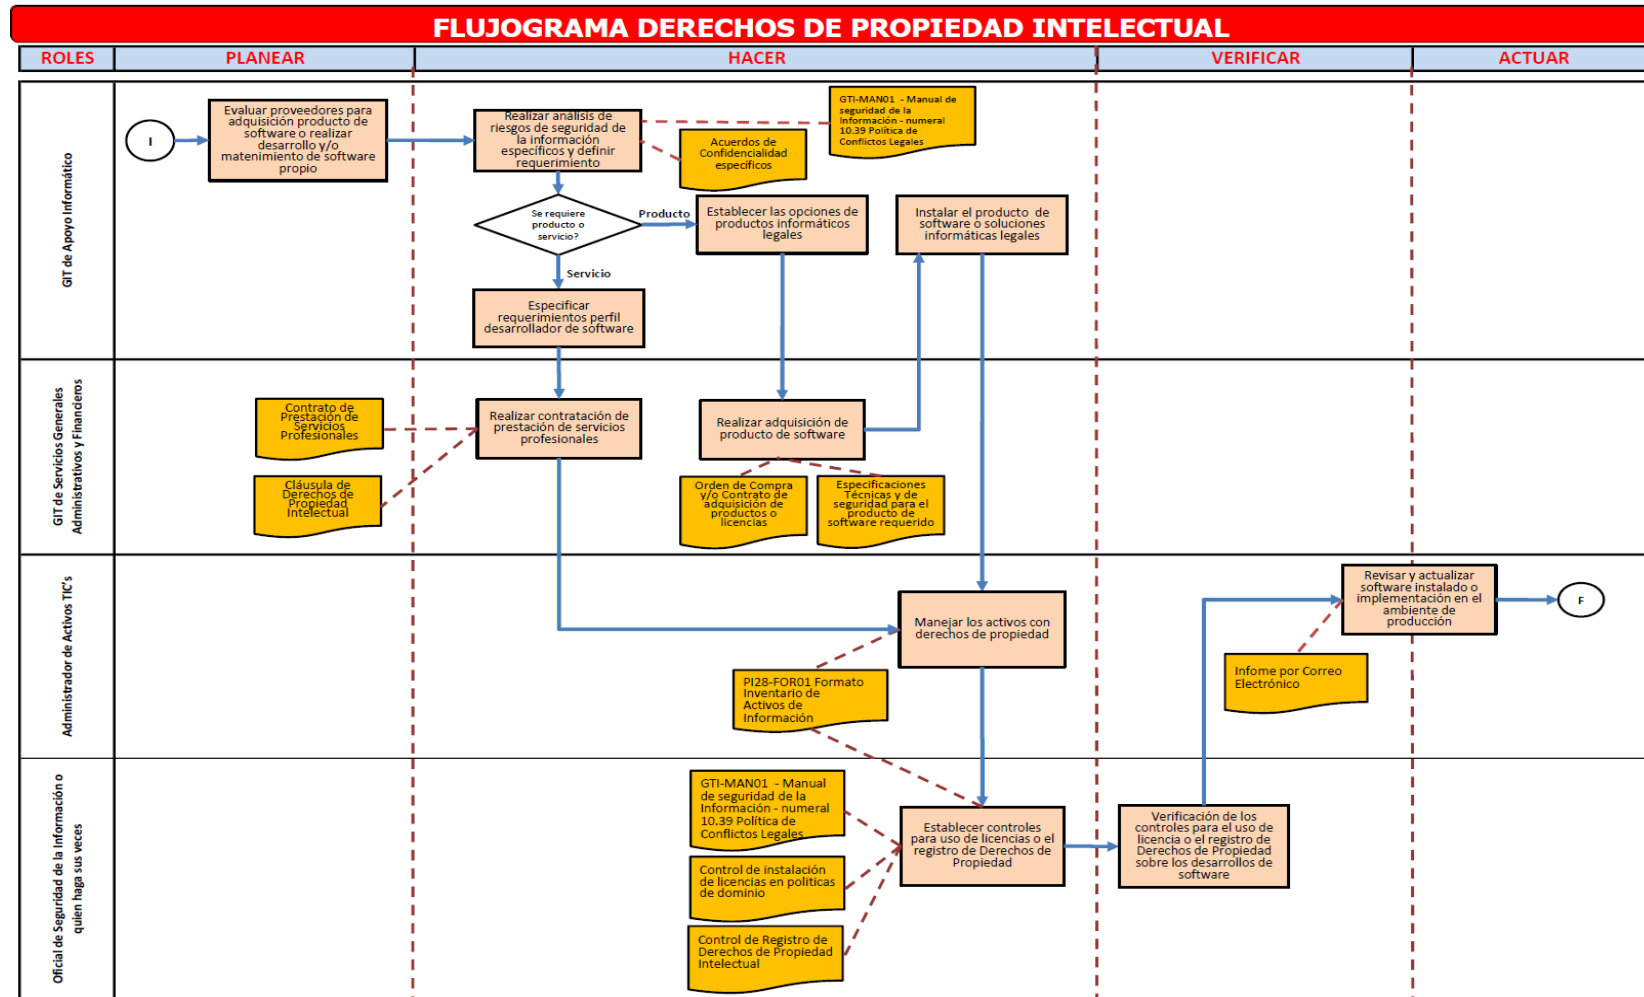 FLUJOGRAMA DERECHOS DE PROPIEDAD INTELECTUAL
ROLES
PLANEAR
HACER
VERIFICAR
ACTUAR
GIT de Apoyo Informático
I
Evaluar proveedores para
adquisición producto de
software o realizar
desarrollo y/o
matenimiento de software
propio
Realizar análisis de
riesgos de seguridad de
la información
específicos y definir
requerimiento
GTI-MAN01 - Manual de
seguridad de la
Información - numeral
10.39 Política de
Conflictos Legales
Acuerdos de
Confidencialidad
específicos
Se requiere
producto o
servicio?
Producto
Servicio
Establecer las opciones de
productos informáticos
legales
Instalar el producto de
software o soluciones
informáticas legales
Especificar
requerimientos perfil
desarrollador de software
GIT de Servicios Generales
Administrativos y Financieros
Contrato de
Prestación de
Servicios
Profesionales
Cláusula de
Derechos de
Propiedad
Intelectual
Realizar contratación de
prestación de servicios
profesionales
Realizar adquisición de
producto de software
Orden de Compra
y/o Contrato de
adquisición de
productos o
licencias
Especificaciones
Técnicas y de
seguridad para el
producto de
software requerido
Administrador de Activos TIC's
Manejar los activos con
derechos de propiedad
PI28-FOR01 Formato
Inventario de
Activos de
Información
Revisar y actualizar
software instalado o
implementación en el
ambiente de
producción
F
Infome por Correo
Electrónico
Oficial de Seguridad de la Información o
quien haga sus veces
GTI-MAN01 - Manual
de seguridad de la
Información - numeral
10.39 Política de
Conflictos Legales
Control de instalación
de licencias en politicas
de dominio
Control de Registro de
Derechos de Propiedad
Intelectual
Establecer controles
para uso de licencias o el
registro de Derechos de
Propiedad
Verificación de los
controles para el uso de
licencia o el registro de
Derechos de Propiedad
sobre los desarrollos de
software